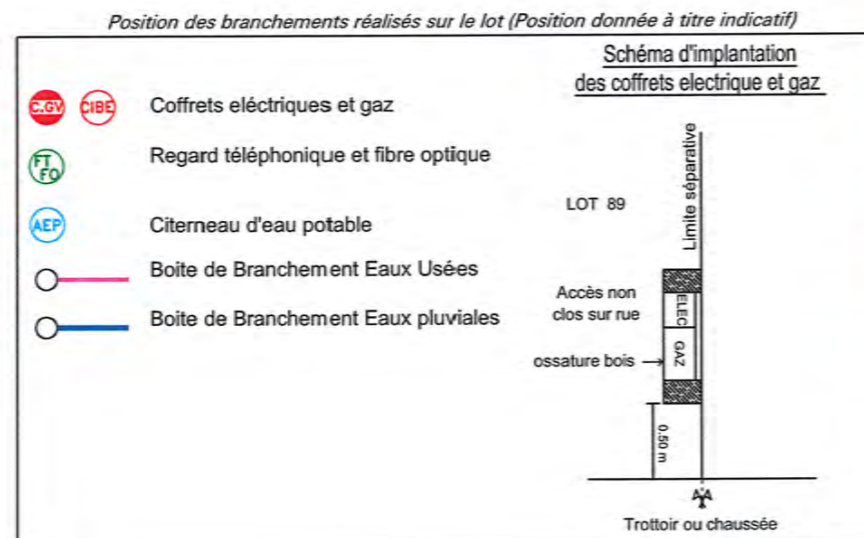 Position des branchements réalisés sur le lot (Position donnée à titre indicatif)
C.GV CIBE Coffrets eléctriques et gaz
FT FO Regard téléphonique et fibre optique
AEP Citerneau d'eau potable
Boite de Branchement Eaux Usées
Boite de Branchement Eaux pluviales
Schéma d'implantation
des coffrets electrique et gaz
LOT 89
Limite séparative
Accès non
clos sur rue
ELEC
GAZ
ossature bois
0.50 m
Trottoir ou chaussée